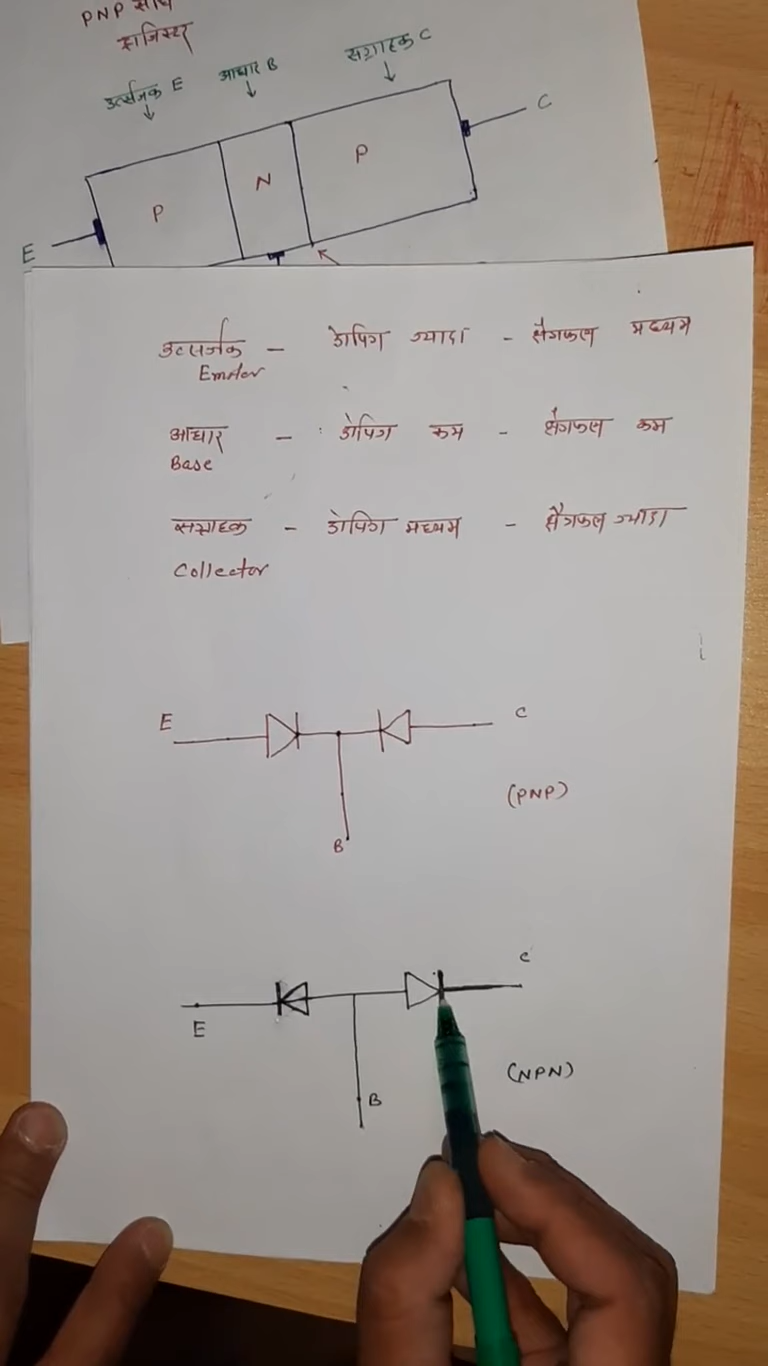 PNP संधि
ट्रांजिस्टर
उत्सर्जक E
आधार B
संग्राहक C
P
N
P
C
E
उत्सर्जक - डोपिंग ज्यादा - क्षेत्रफल मध्यम
Emitter
आधार - डोपिंग कम - क्षेत्रफल कम
Base
संग्राहक - डोपिंग मध्यम - क्षेत्रफल ज्यादा
Collector
E
C
(PNP)
B
C
E
(NPN)
B